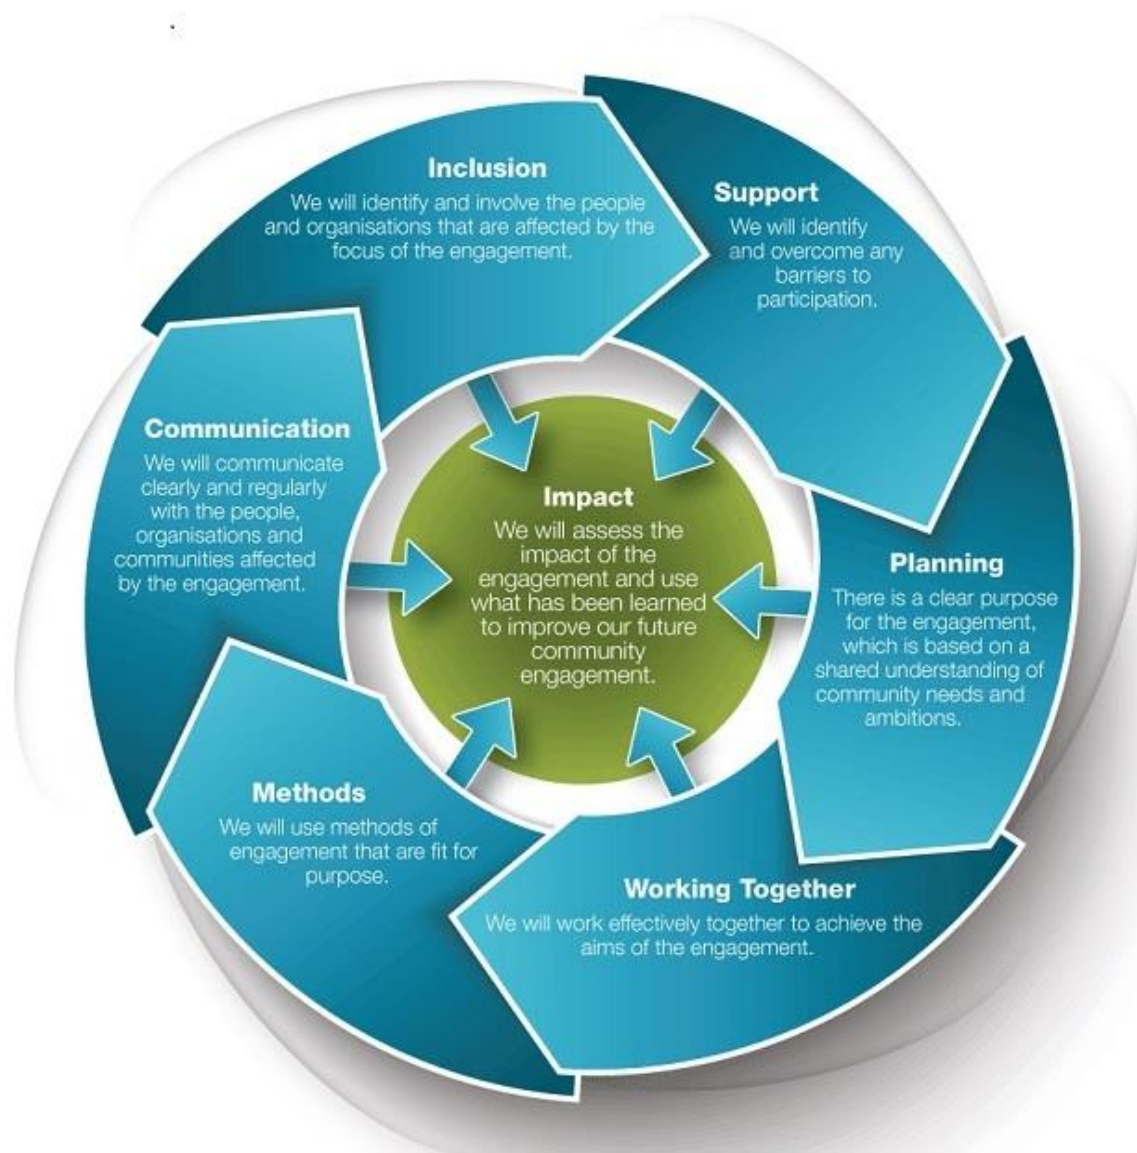 Inclusion
We will identify and involve the people
and organisations that are affected by the
focus of the engagement.
Support
We will identify
and overcome any
barriers to
participation.
Planning
There is a clear purpose
for the engagement,
which is based on a
shared understanding of
community needs and
ambitions.
Working Together
We will work effectively together to achieve the
aims of the engagement.
Methods
We will use methods of
engagement that are fit for
purpose.
Communication
We will communicate
clearly and regularly
with the people,
organisations and
communities affected
by the engagement.
Impact
We will assess the
impact of the
engagement and use
what has been learned
to improve our future
community
engagement.